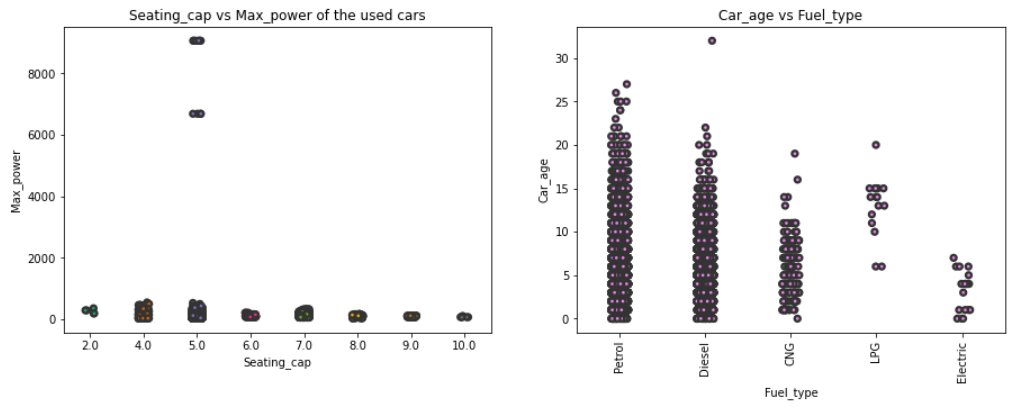 Seating_cap vs Max_power of the used cars
Max_power
8000
6000
4000
2000
0
2.0 4.0 5.0 6.0 7.0 8.0 9.0 10.0
Seating_cap
Car_age vs Fuel_type
Car_age
30
25
20
15
10
5
0
Petrol
Diesel
CNG
LPG
Electric
Fuel_type